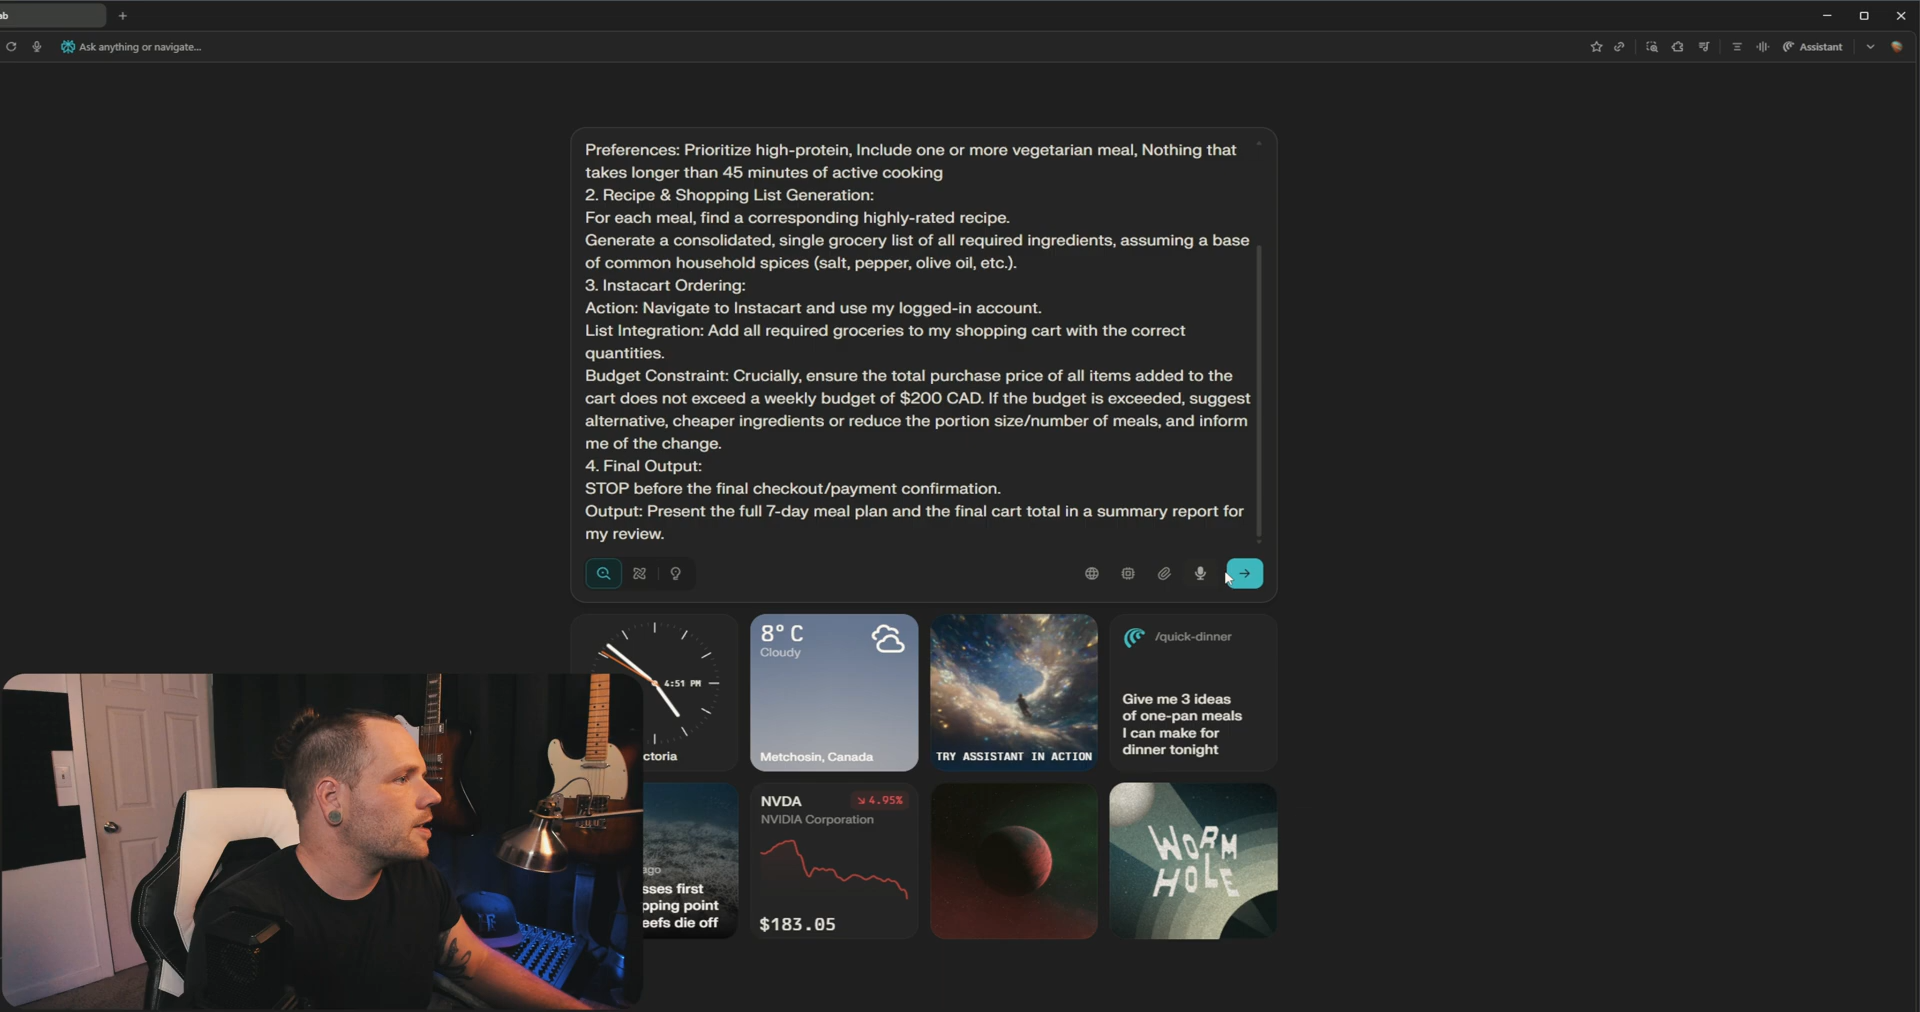 ab
Ask anything or navigate...
Assistant
Preferences: Prioritize high-protein, Include one or more vegetarian meal, Nothing that
takes longer than 45 minutes of active cooking
2. Recipe & Shopping List Generation:
For each meal, find a corresponding highly-rated recipe.
Generate a consolidated, single grocery list of all required ingredients, assuming a base
of common household spices (salt, pepper, olive oil, etc.).
3. Instacart Ordering:
Action: Navigate to Instacart and use my logged-in account.
List Integration: Add all required groceries to my shopping cart with the correct
quantities.
Budget Constraint: Crucially, ensure the total purchase price of all items added to the
cart does not exceed a weekly budget of $200 CAD. If the budget is exceeded, suggest
alternative, cheaper ingredients or reduce the portion size/number of meals, and inform
me of the change.
4. Final Output:
STOP before the final checkout/payment confirmation.
Output: Present the full 7-day meal plan and the final cart total in a summary report for
my review.
4:51 PM
ctoria
8° C
Cloudy
Metchosin, Canada
TRY ASSISTANT IN ACTION
/quick-dinner
Give me 3 ideas
of one-pan meals
I can make for
dinner tonight
ago
sses first
pping point
eefs die off
NVDA
4.95%
NVIDIA Corporation
$183.05
WORM
HOLE